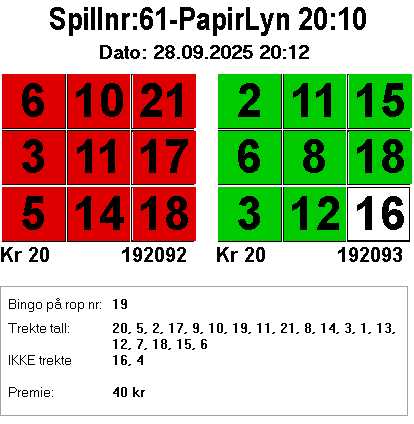 Spillnr:61-PapirLyn 20:10
Dato: 28.09.2025 20:12
6 10 21 2 11 15
3 11 17 6 8 18
5 14 18 3 12 16
Kr 20 192092 Kr 20 192093
Bingo på rop nr: 19
Trekte tall: 20, 5, 2, 17, 9, 10, 19, 11, 21, 8, 14, 3, 1, 13,
12, 7, 18, 15, 6
IKKE trekte 16, 4
Premie: 40 kr